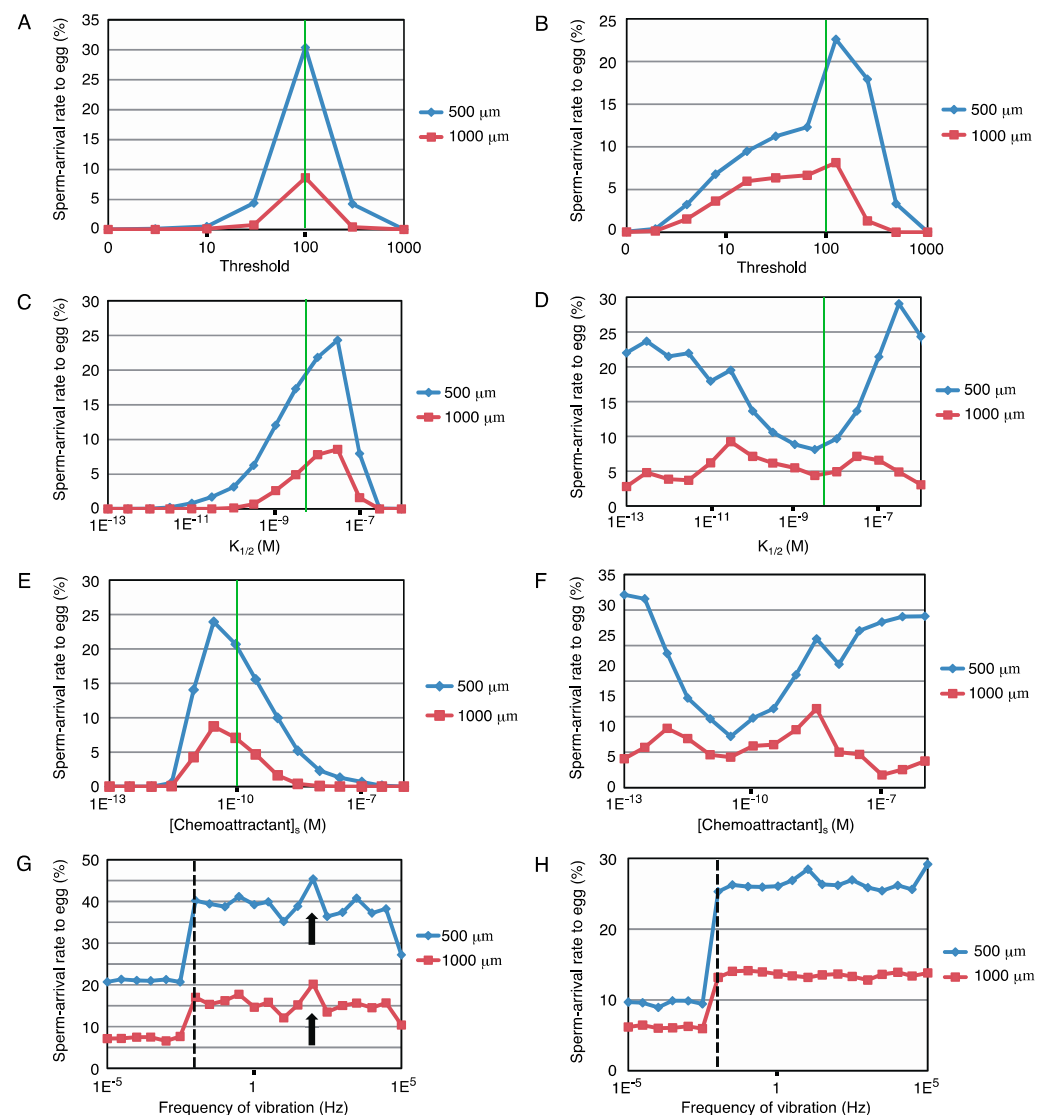 A
Sperm-arrival rate to egg (%)
35
30
25
20
15
10
5
0
0
10
100
1000
Threshold
500 μm
1000 μm
B
Sperm-arrival rate to egg (%)
25
20
15
10
5
0
0
10
100
1000
Threshold
500 μm
1000 μm
C
Sperm-arrival rate to egg (%)
30
25
20
15
10
5
0
1E−13
1E−11
1E−9
1E−7
K1/2 (M)
500 μm
1000 μm
D
Sperm-arrival rate to egg (%)
30
25
20
15
10
5
0
1E−13
1E−11
1E−9
1E−7
K1/2 (M)
500 μm
1000 μm
E
Sperm-arrival rate to egg (%)
30
25
20
15
10
5
0
1E−13
1E−10
1E−7
[Chemoattractant]s (M)
500 μm
1000 μm
F
Sperm-arrival rate to egg (%)
35
30
25
20
15
10
5
0
1E−13
1E−10
1E−7
[Chemoattractant]s (M)
500 μm
1000 μm
G
Sperm-arrival rate to egg (%)
50
40
30
20
10
0
1E−5
1
1E5
Frequency of vibration (Hz)
500 μm
1000 μm
H
Sperm-arrival rate to egg (%)
30
20
10
0
1E−5
1
1E5
Frequency of vibration (Hz)
500 μm
1000 μm